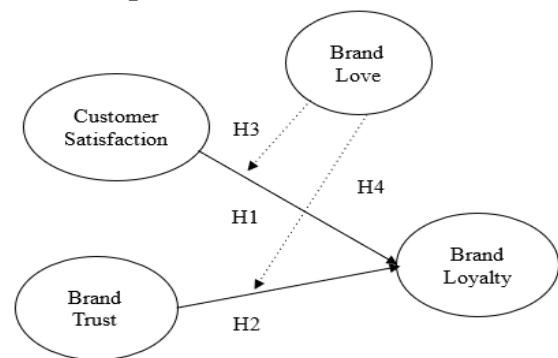 Brand
Love
Customer
Satisfaction
H3
H4
H1
Brand
Loyalty
Brand
Trust
H2